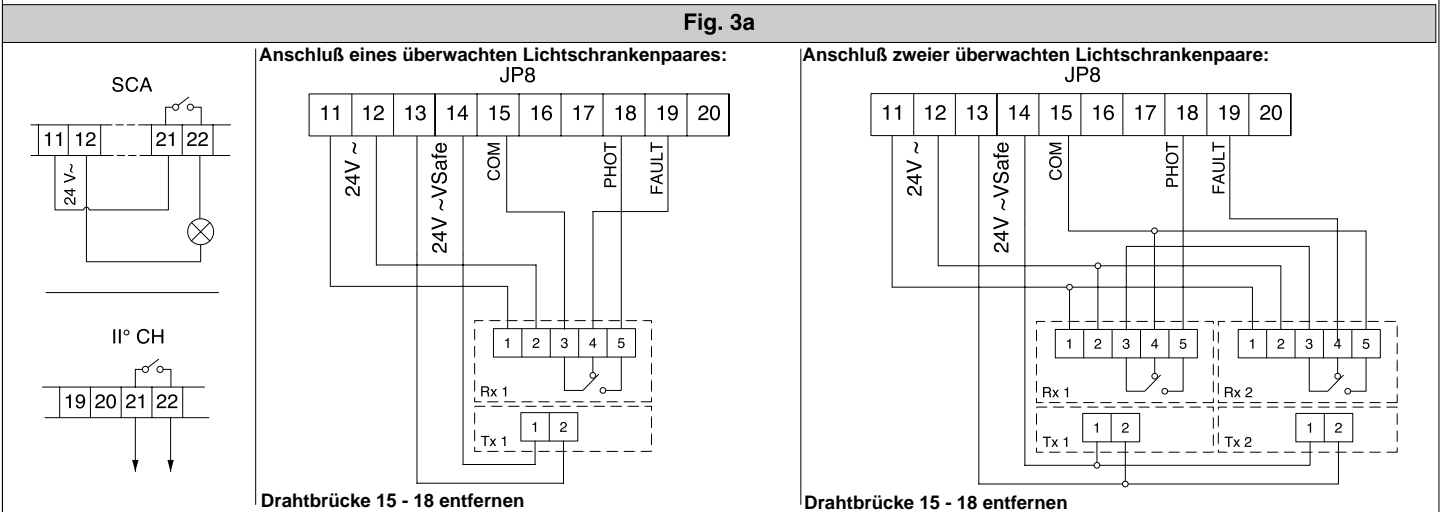 Fig. 3a
SCA
11 12 21 22
24 V~
II° CH
19 20 21 22
Anschluß eines überwachten Lichtschrankenpaares:
JP8
11 12 13 14 15 16 17 18 19 20
24V ~
24V ~VSafe
COM
PHOT
FAULT
1 2 3 4 5
Rx 1
1 2
Tx 1
Drahtbrücke 15 - 18 entfernen
Anschluß zweier überwachten Lichtschrankenpaare:
JP8
11 12 13 14 15 16 17 18 19 20
24V ~
24V ~VSafe
COM
PHOT
FAULT
1 2 3 4 5
Rx 1
1 2 3 4 5
Rx 2
1 2
Tx 1
1 2
Tx 2
Drahtbrücke 15 - 18 entfernen